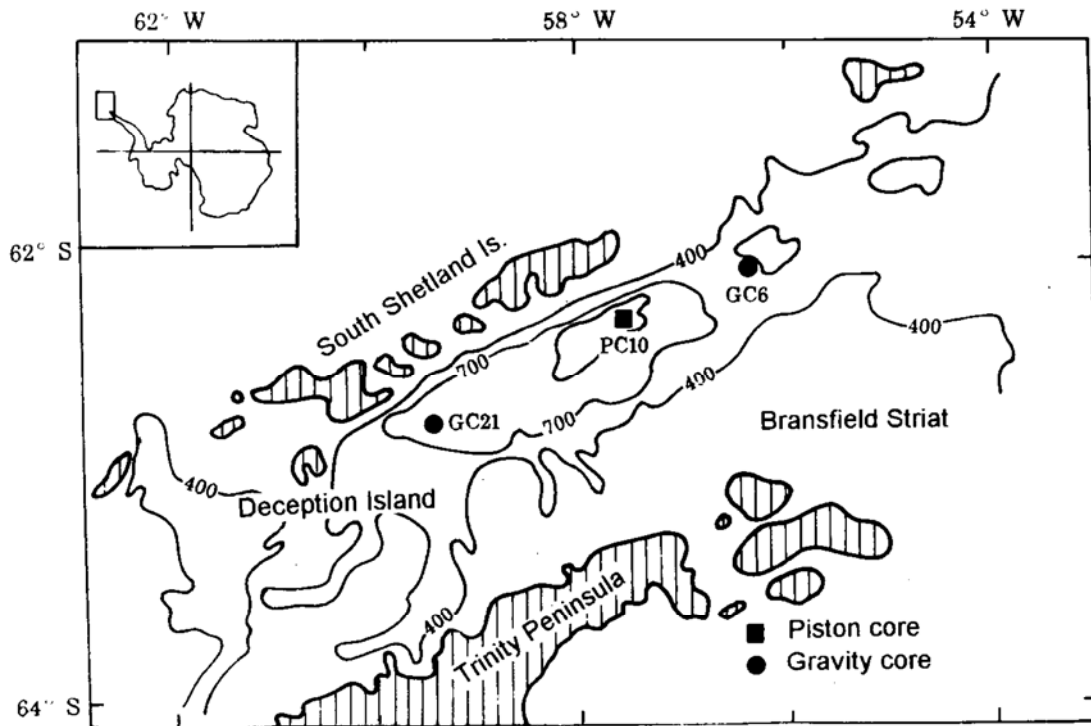 62° W
58° W
54° W
62° S
South Shetland Is.
400
GC6
PC10
700
400
400
GC21
700
Bransfield Striat
400
Deception Island
400
Trinity Peninsula
Piston core
Gravity core
64° S